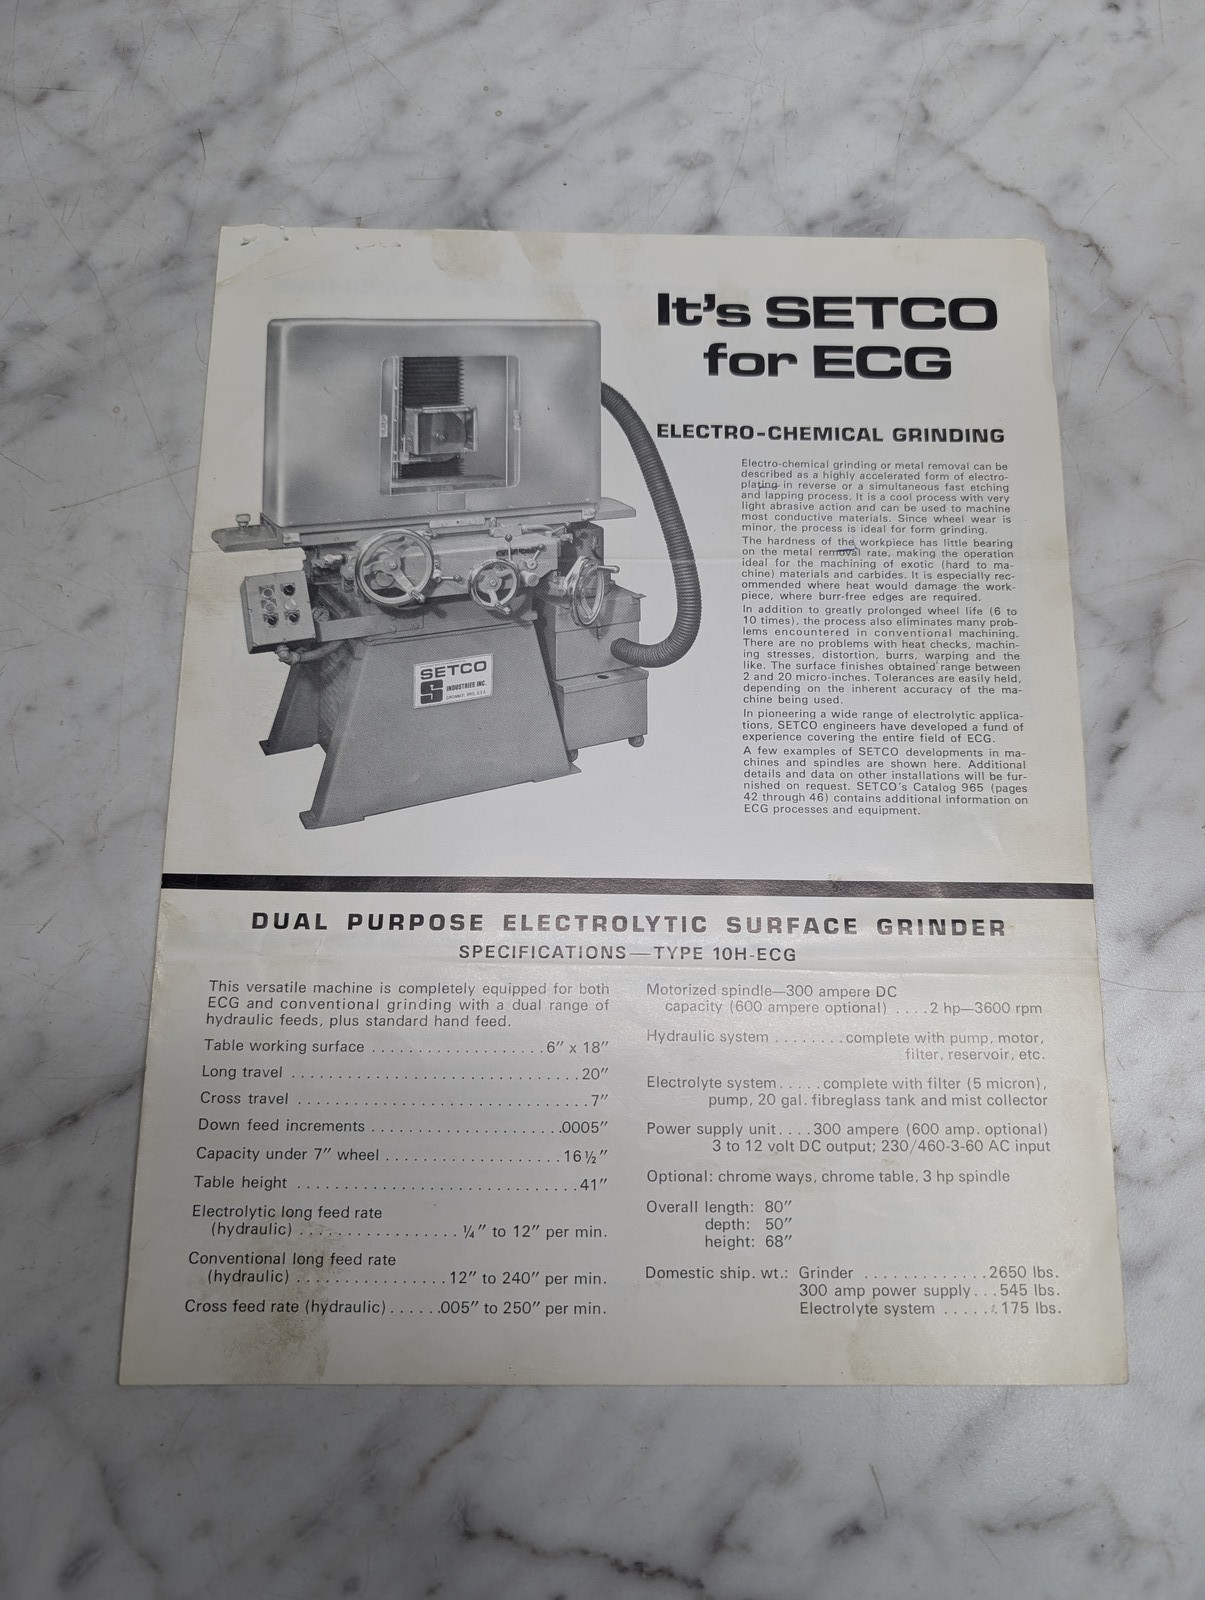 It's SETCO
for ECG
ELECTRO-CHEMICAL GRINDING
Electro-chemical grinding or metal removal can be
described as a highly accelerated form of electro-
plating in reverse or a simultaneous fast etching
and lapping process. It is a cool process with very
light abrasive action and can be used to machine
most conductive materials. Since wheel wear is
minor, the process is ideal for form grinding.
The hardness of the workpiece has little bearing
on the metal removal rate, making the operation
ideal for the machining of exotic (hard to ma-
chine) materials and carbides. It is especially rec-
ommended where heat would damage the work-
piece, where burr-free edges are required.
In addition to greatly prolonged wheel life (6 to
10 times), the process also eliminates many prob-
lems encountered in conventional machining.
There are no problems with heat checks, machin-
ing stresses, distortion, burrs, warping and the
like. The surface finishes obtained range between
2 and 20 micro-inches. Tolerances are easily held,
depending on the inherent accuracy of the ma-
chine being used.
In pioneering a wide range of electrolytic applica-
tions, SETCO engineers have developed a fund of
experience covering the entire field of ECG.
A few examples of SETCO developments in ma-
chines and spindles are shown here. Additional
details and data on other installations will be fur-
nished on request. SETCO's Catalog 965 (pages
42 through 46) contains additional information on
ECG processes and equipment.
SETCO
S INDUSTRIES INC.
CINCINNATI, OHIO, U.S.A.
DUAL PURPOSE ELECTROLYTIC SURFACE GRINDER
SPECIFICATIONS—TYPE 10H-ECG
This versatile machine is completely equipped for both
ECG and conventional grinding with a dual range of
hydraulic feeds, plus standard hand feed.
Table working surface . . . . . . . . . . . . . . . . . . . 6" x 18"
Long travel . . . . . . . . . . . . . . . . . . . . . . . . . . . . . . . 20"
Cross travel . . . . . . . . . . . . . . . . . . . . . . . . . . . . . . . 7"
Down feed increments . . . . . . . . . . . . . . . . . . . . .0005"
Capacity under 7" wheel . . . . . . . . . . . . . . . . . . . 16½"
Table height . . . . . . . . . . . . . . . . . . . . . . . . . . . . . . 41"
Electrolytic long feed rate
(hydraulic) . . . . . . . . . . . . . . . . . ¼" to 12" per min.
Conventional long feed rate
(hydraulic) . . . . . . . . . . . . . . . . 12" to 240" per min.
Cross feed rate (hydraulic) . . . . . .005" to 250" per min.
Motorized spindle—300 ampere DC
capacity (600 ampere optional) . . . . 2 hp—3600 rpm
Hydraulic system . . . . . . . . complete with pump, motor,
filter, reservoir, etc.
Electrolyte system . . . . . complete with filter (5 micron),
pump, 20 gal. fibreglass tank and mist collector
Power supply unit . . . . 300 ampere (600 amp. optional)
3 to 12 volt DC output; 230/460-3-60 AC input
Optional: chrome ways, chrome table, 3 hp spindle
Overall length: 80"
depth: 50"
height: 68"
Domestic ship. wt.: Grinder . . . . . . . . . . . . . 2650 lbs.
300 amp power supply . . . 545 lbs.
Electrolyte system . . . . . . 175 lbs.